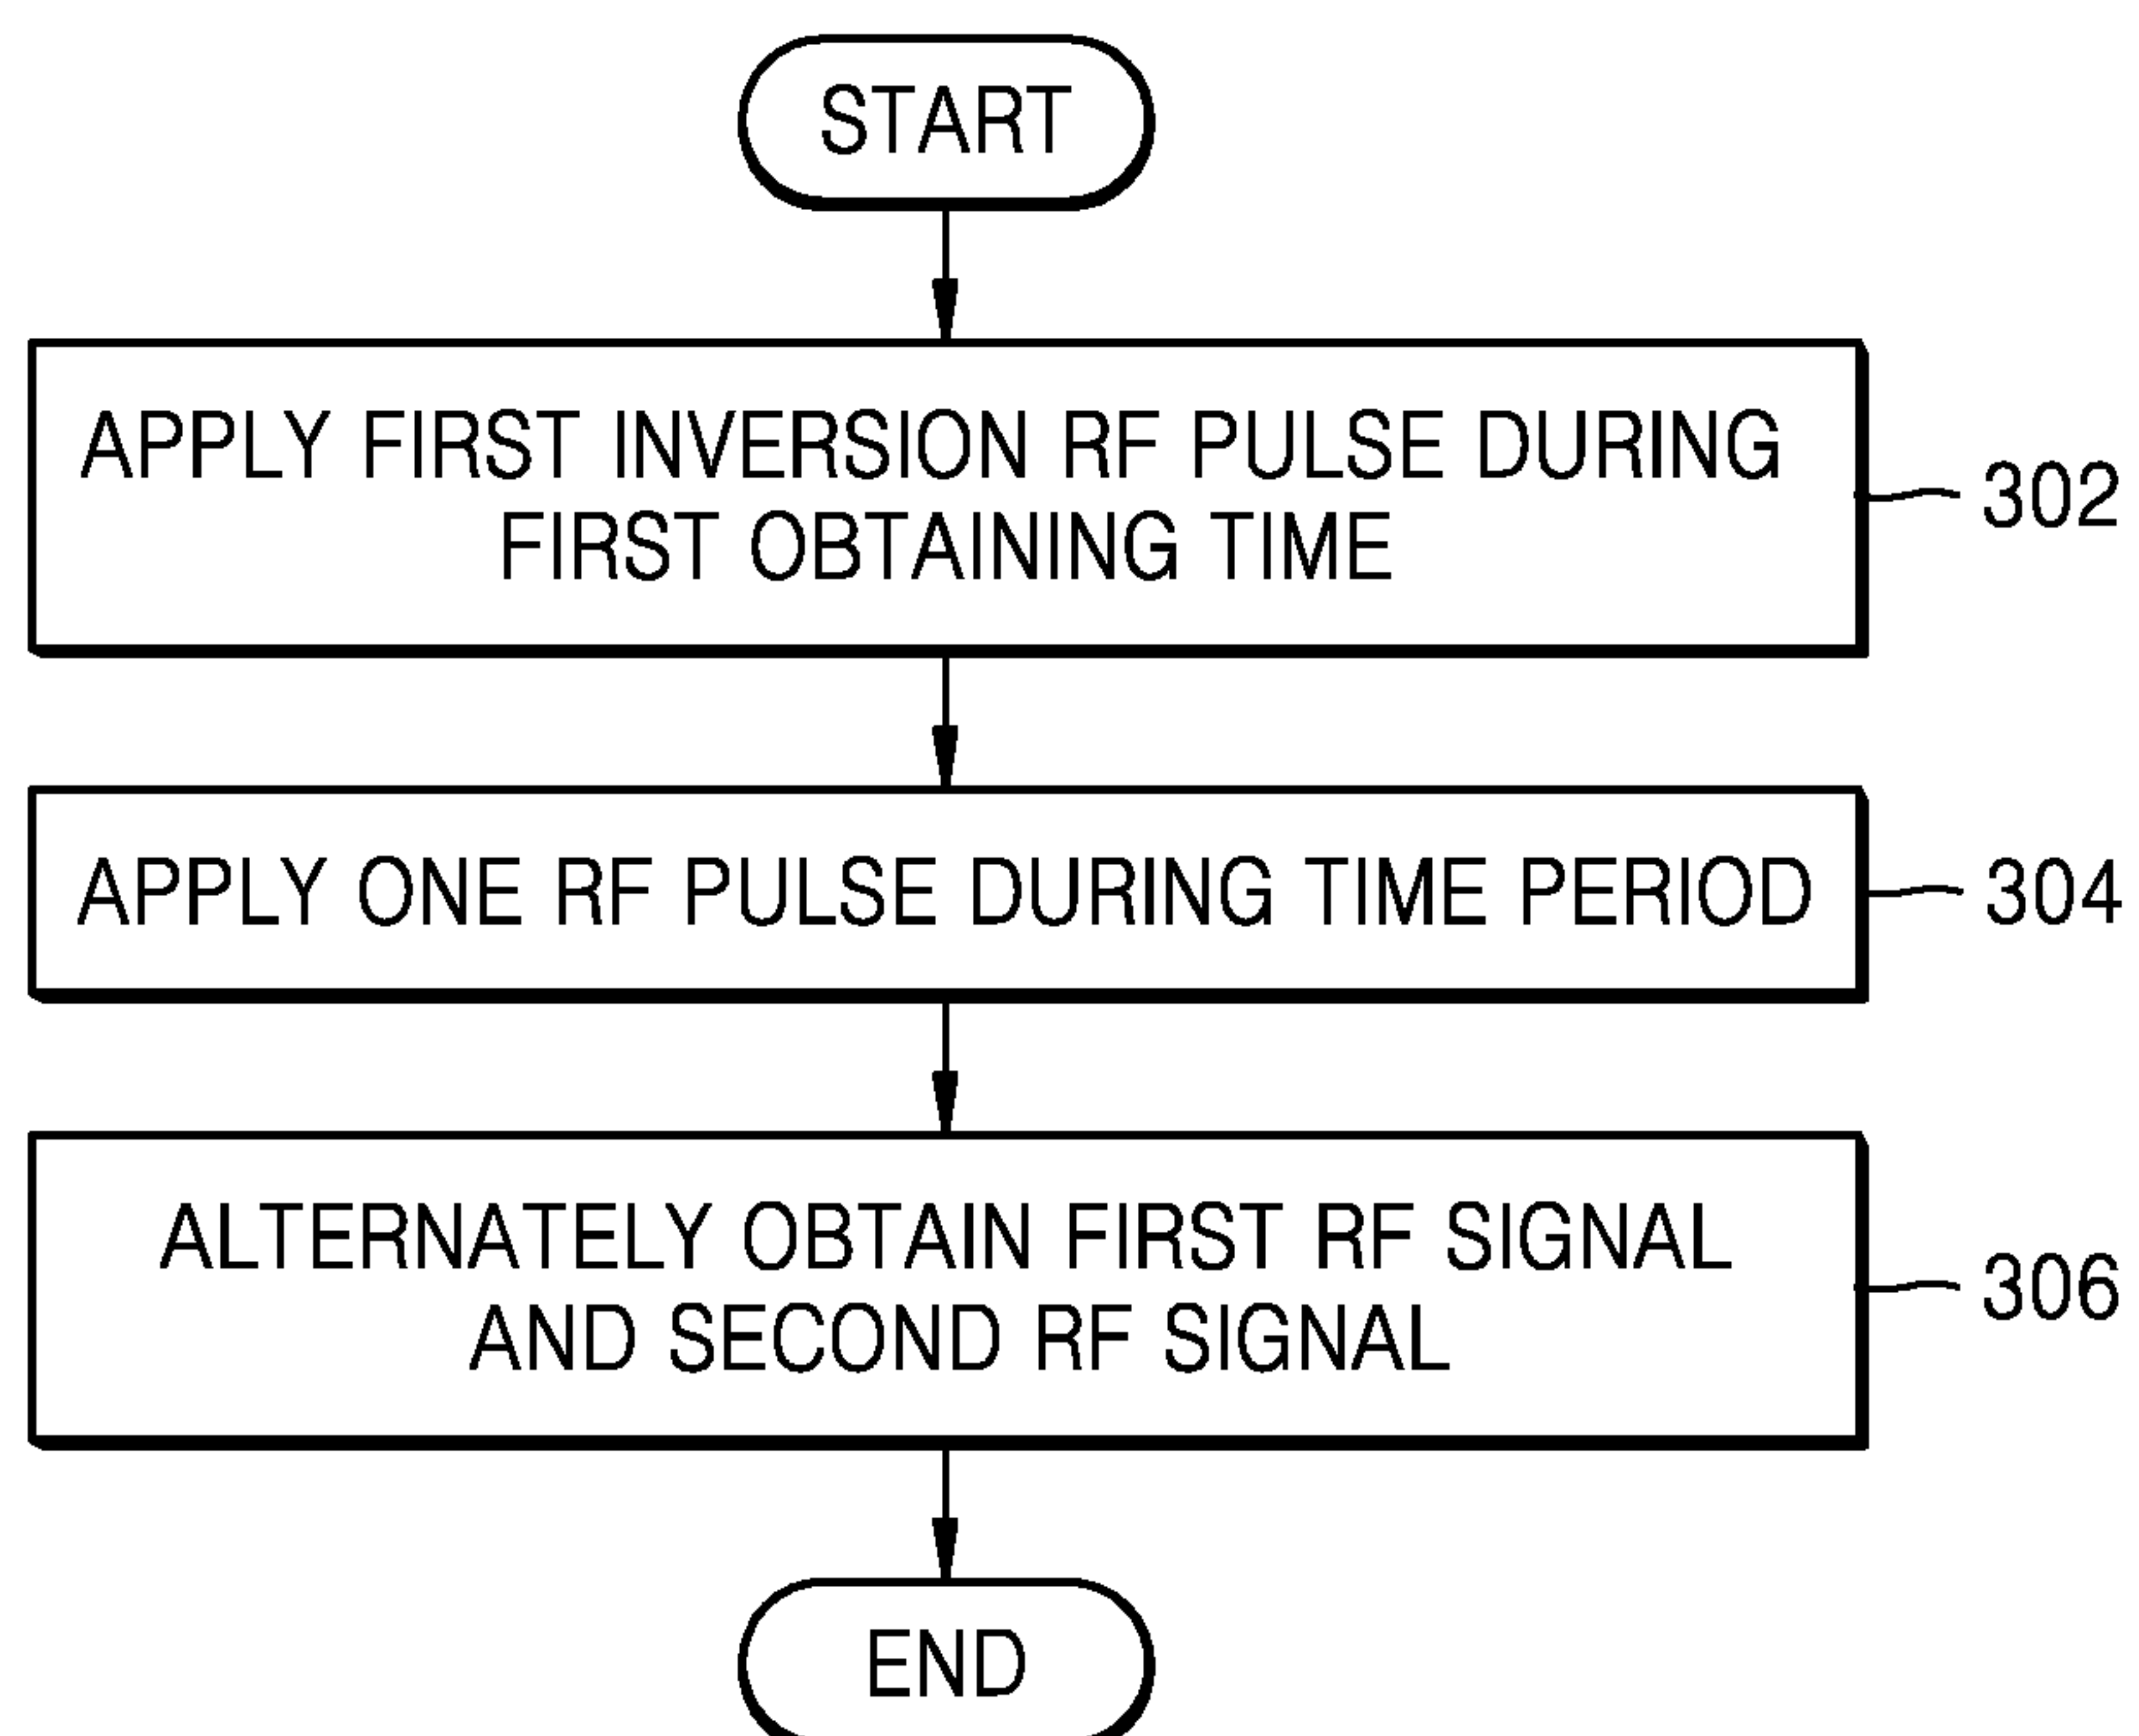 START
APPLY FIRST INVERSION RF PULSE DURING
FIRST OBTAINING TIME
302
APPLY ONE RF PULSE DURING TIME PERIOD
304
ALTERNATELY OBTAIN FIRST RF SIGNAL
AND SECOND RF SIGNAL
306
END